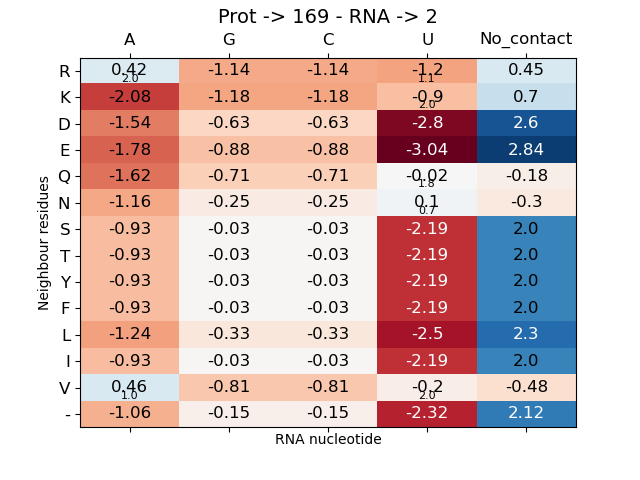 Prot -> 169 - RNA -> 2
A G C U No_contact
R 0.42 -1.14 -1.14 -1.2 0.45
2.0 1.1
K -2.08 -1.18 -1.18 -0.9 0.7
2.0
D -1.54 -0.63 -0.63 -2.8 2.6
E -1.78 -0.88 -0.88 -3.04 2.84
Q -1.62 -0.71 -0.71 -0.02 -0.18
1.8
N -1.16 -0.25 -0.25 0.1 -0.3
0.7
S -0.93 -0.03 -0.03 -2.19 2.0
T -0.93 -0.03 -0.03 -2.19 2.0
Y -0.93 -0.03 -0.03 -2.19 2.0
F -0.93 -0.03 -0.03 -2.19 2.0
L -1.24 -0.33 -0.33 -2.5 2.3
I -0.93 -0.03 -0.03 -2.19 2.0
V 0.46 -0.81 -0.81 -0.2 -0.48
1.0 2.0
- -1.06 -0.15 -0.15 -2.32 2.12
Neighbour residues
RNA nucleotide